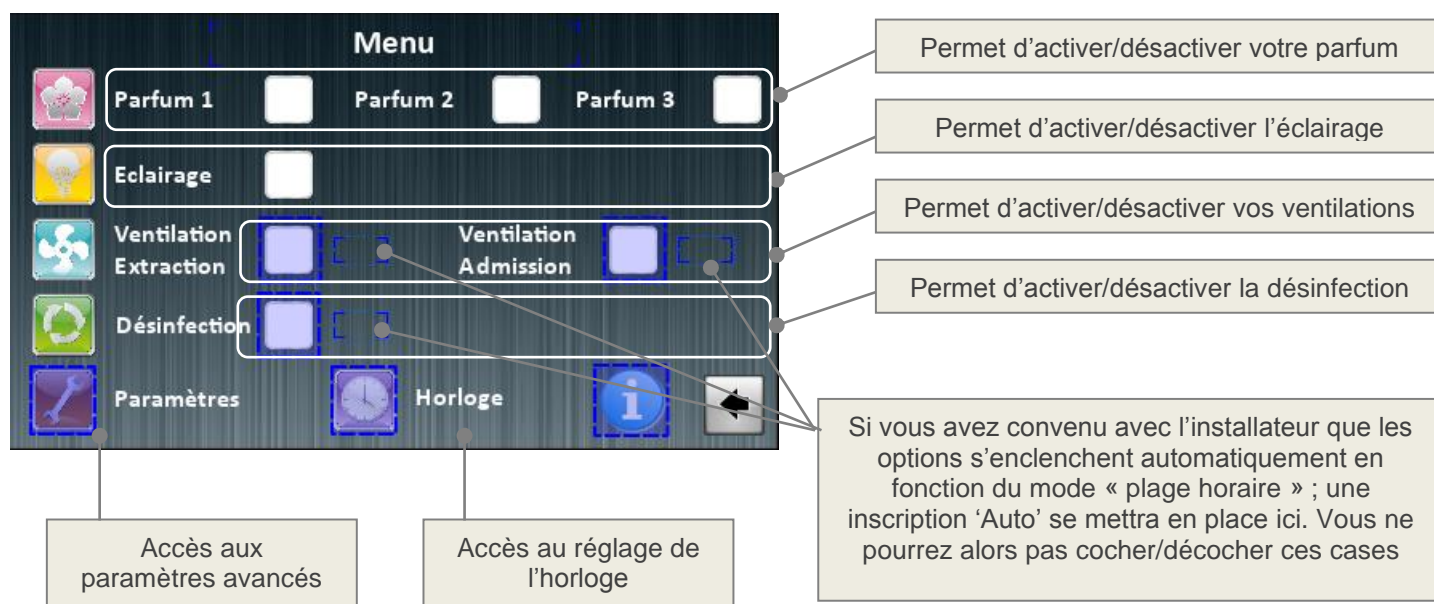 Menu
Parfum 1 Parfum 2 Parfum 3
Eclairage
Ventilation
Extraction
Ventilation
Admission
Désinfection
Paramètres Horloge
Permet d'activer/désactiver votre parfum
Permet d'activer/désactiver l'éclairage
Permet d'activer/désactiver vos ventilations
Permet d'activer/désactiver la désinfection
Si vous avez convenu avec l'installateur que les
options s'enclenchent automatiquement en
fonction du mode « plage horaire » ; une
inscription 'Auto' se mettra en place ici. Vous ne
pourrez alors pas cocher/décocher ces cases
Accès aux
paramètres avancés
Accès au réglage de
l'horloge